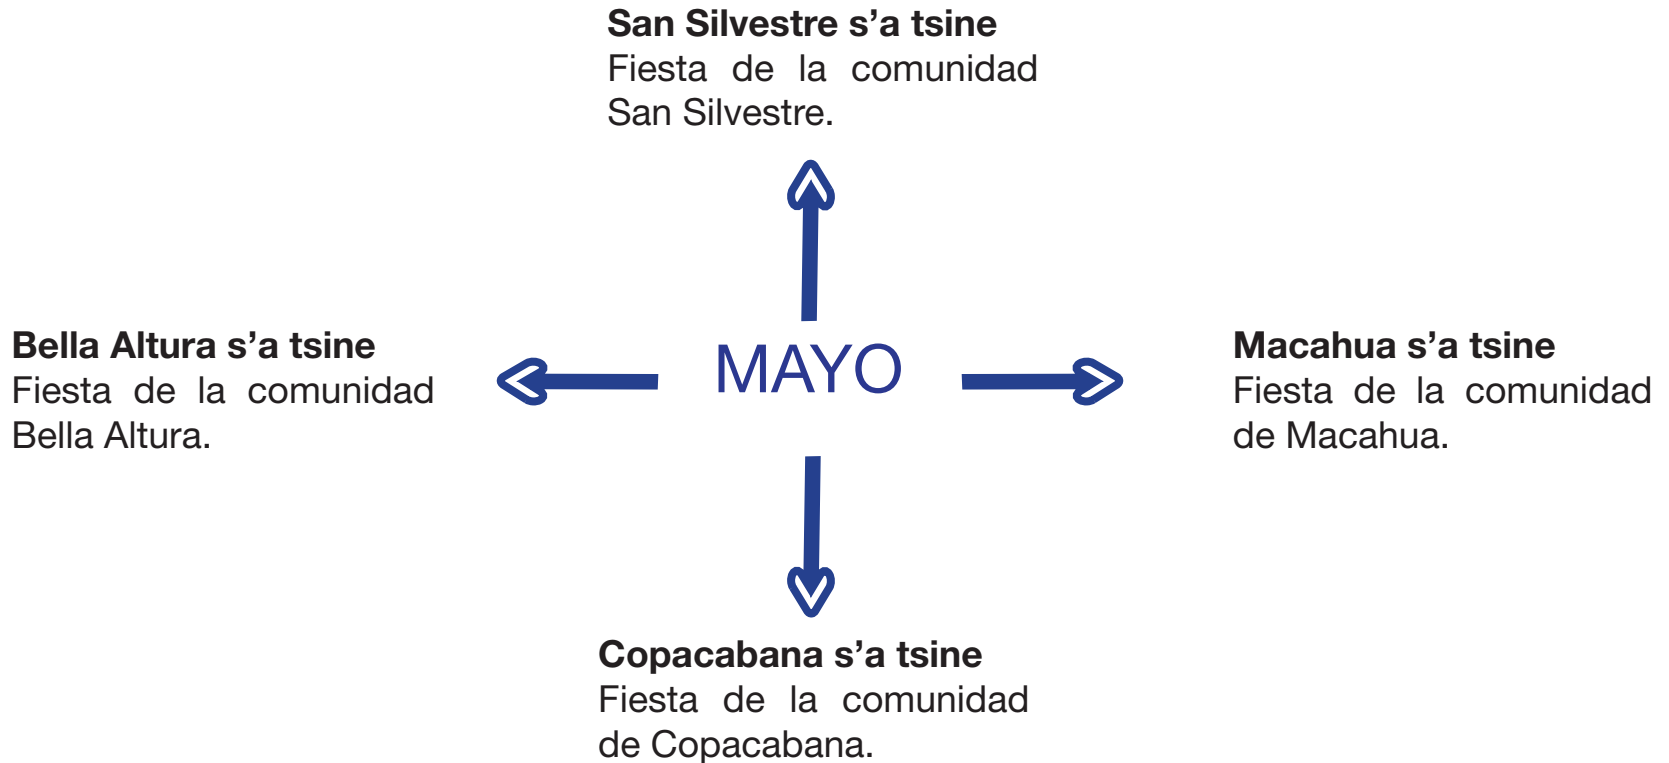 San Silvestre s’a tsine
Fiesta de la comunidad
San Silvestre.
Bella Altura s’a tsine
Fiesta de la comunidad
Bella Altura.
MAYO
Macahua s’a tsine
Fiesta de la comunidad
de Macahua.
Copacabana s’a tsine
Fiesta de la comunidad
de Copacabana.